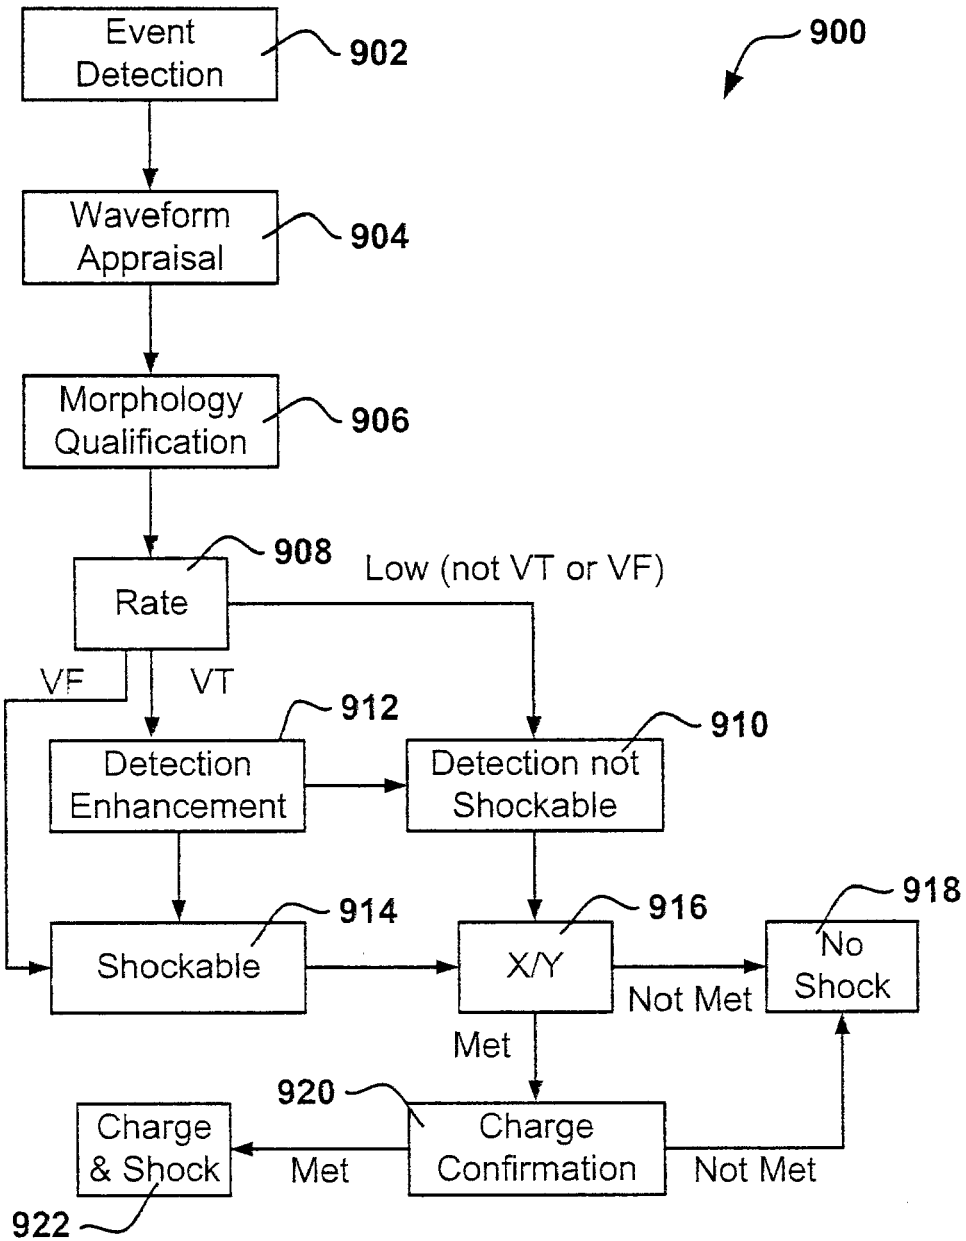 900
Event
Detection
902
Waveform
Appraisal
904
Morphology
Qualification
906
908
Rate
Low (not VT or VF)
VF
VT
912
910
Detection
Enhancement
Detection not
Shockable
914
916
918
Shockable
X/Y
No
Shock
Not Met
Met
920
Charge
& Shock
Met
Charge
Confirmation
Not Met
922